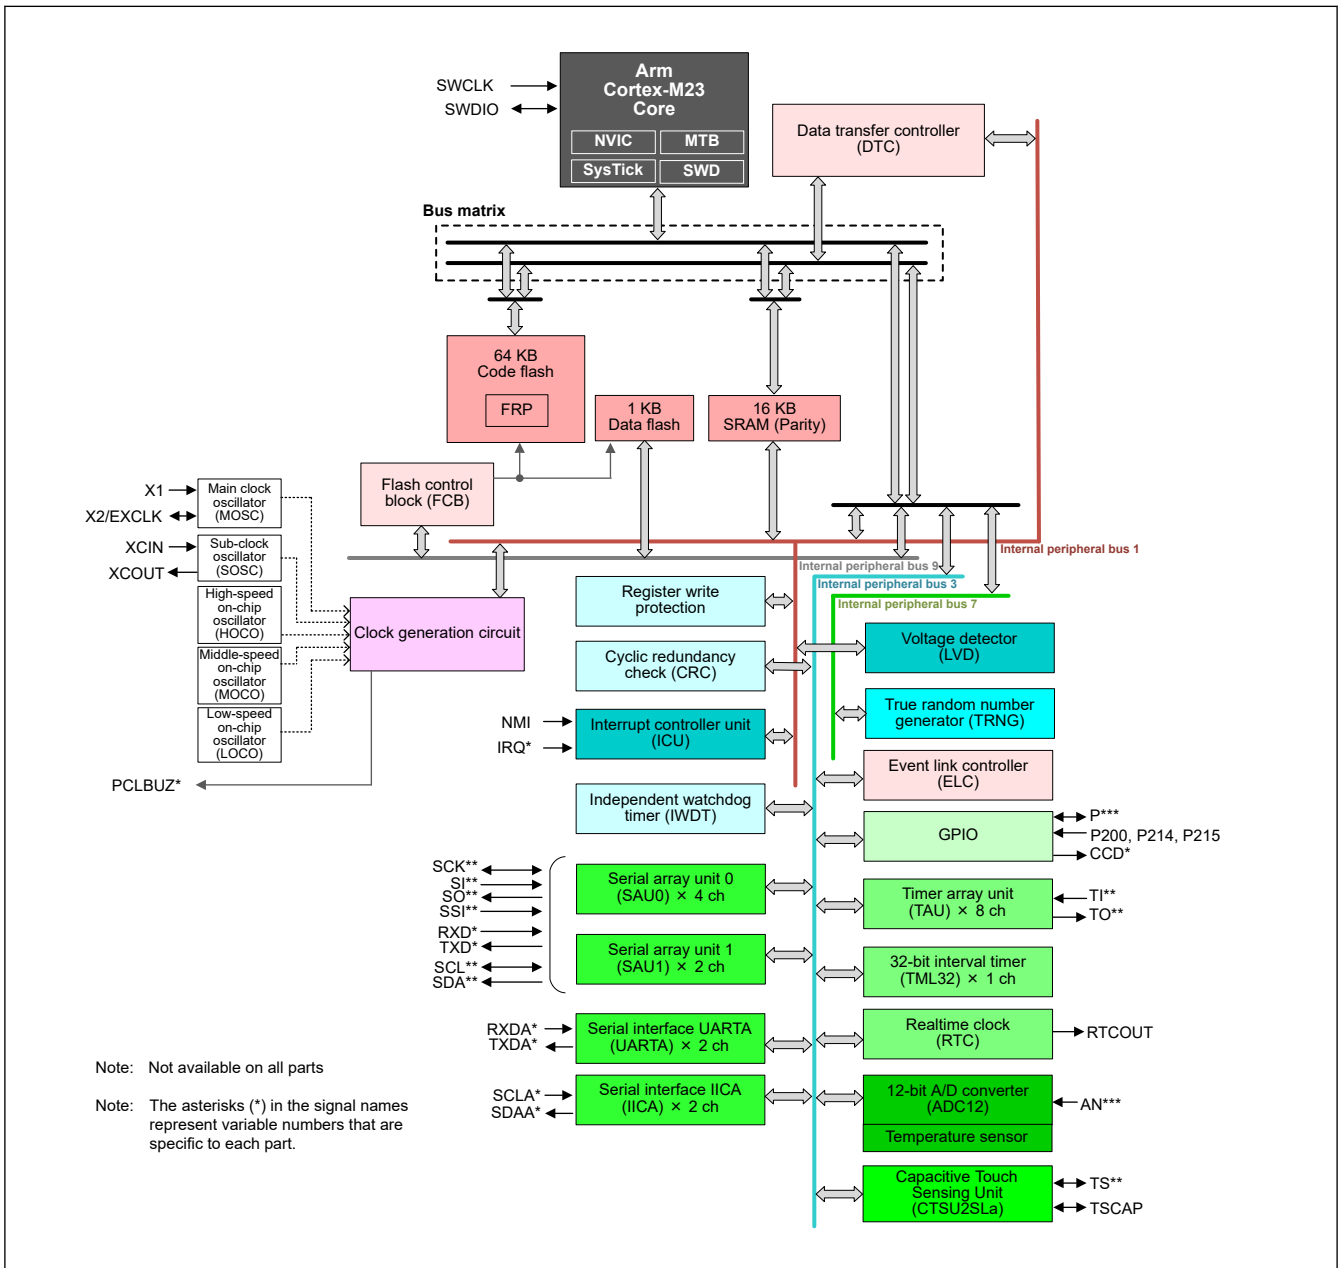 Arm
Cortex-M23
Core
NVIC
MTB
SysTick
SWD
SWCLK
SWDIO
Data transfer controller
(DTC)
Bus matrix
64 KB
Code flash
FRP
1 KB
Data flash
16 KB
SRAM (Parity)
Flash control
block (FCB)
X1
X2/EXCLK
XCIN
XCOUT
Main clock
oscillator
(MOSC)
Sub-clock
oscillator
(SOSC)
High-speed
on-chip
oscillator
(HOCO)
Middle-speed
on-chip
oscillator
(MOCO)
Low-speed
on-chip
oscillator
(LOCO)
Clock generation circuit
PCLBUZ*
Internal peripheral bus 1
Internal peripheral bus 9
Internal peripheral bus 3
Internal peripheral bus 7
Register write
protection
Cyclic redundancy
check (CRC)
NMI
IRQ*
Interrupt controller unit
(ICU)
Independent watchdog
timer (IWDT)
SCK**
SI**
SO**
SSI**
RXD*
TXD*
SCL**
SDA**
Serial array unit 0
(SAU0) × 4 ch
Serial array unit 1
(SAU1) × 2 ch
RXDA*
TXDA*
Serial interface UARTA
(UARTA) × 2 ch
SCLA*
SDAA*
Serial interface IICA
(IICA) × 2 ch
Voltage detector
(LVD)
True random number
generator (TRNG)
Event link controller
(ELC)
GPIO
P***
P200, P214, P215
CCD*
Timer array unit
(TAU) × 8 ch
TI**
TO**
32-bit interval timer
(TML32) × 1 ch
Realtime clock
(RTC)
RTCOUT
12-bit A/D converter
(ADC12)
Temperature sensor
AN***
Capacitive Touch
Sensing Unit
(CTSU2SLa)
TS**
TSCAP
Note: Not available on all parts
Note: The asterisks (*) in the signal names
represent variable numbers that are
specific to each part.